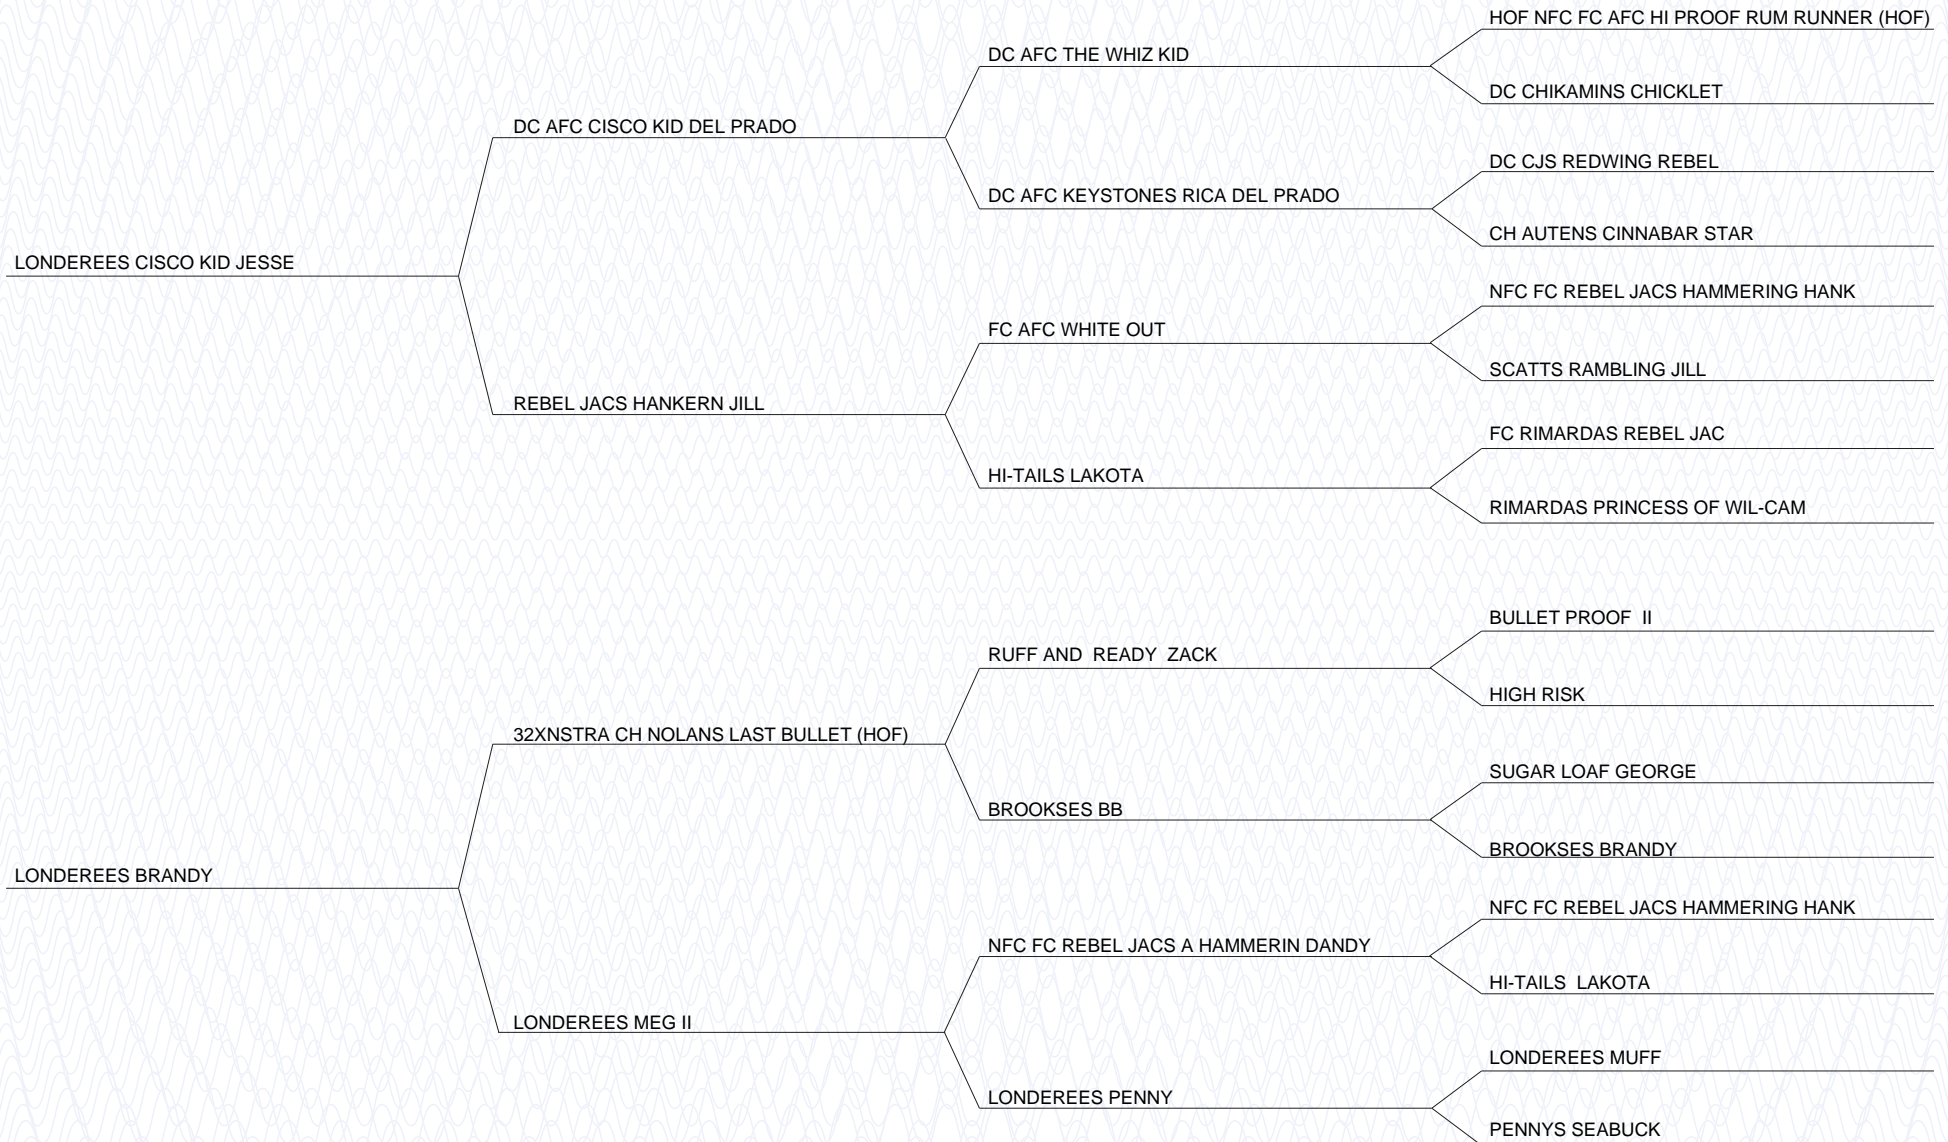 HOF NFC FC AFC HI PROOF RUM RUNNER (HOF)
DC AFC THE WHIZ KID
DC CHIKAMINS CHICKLET
DC AFC CISCO KID DEL PRADO
DC CJS REDWING REBEL
DC AFC KEYSTONES RICA DEL PRADO
CH AUTENS CINNABAR STAR
LONDEREES CISCO KID JESSE
NFC FC REBEL JACS HAMMERING HANK
FC AFC WHITE OUT
SCATTS RAMBLING JILL
REBEL JACS HANKERN JILL
FC RIMARDAS REBEL JAC
HI-TAILS LAKOTA
RIMARDAS PRINCESS OF WIL-CAM
BULLET PROOF  II
RUFF AND  READY  ZACK
HIGH RISK
32XNSTRA CH NOLANS LAST BULLET (HOF)
SUGAR LOAF GEORGE
BROOKSES BB
BROOKSES BRANDY
LONDEREES BRANDY
NFC FC REBEL JACS HAMMERING HANK
NFC FC REBEL JACS A HAMMERIN DANDY
HI-TAILS  LAKOTA
LONDEREES MEG II
LONDEREES MUFF
LONDEREES PENNY
PENNYS SEABUCK